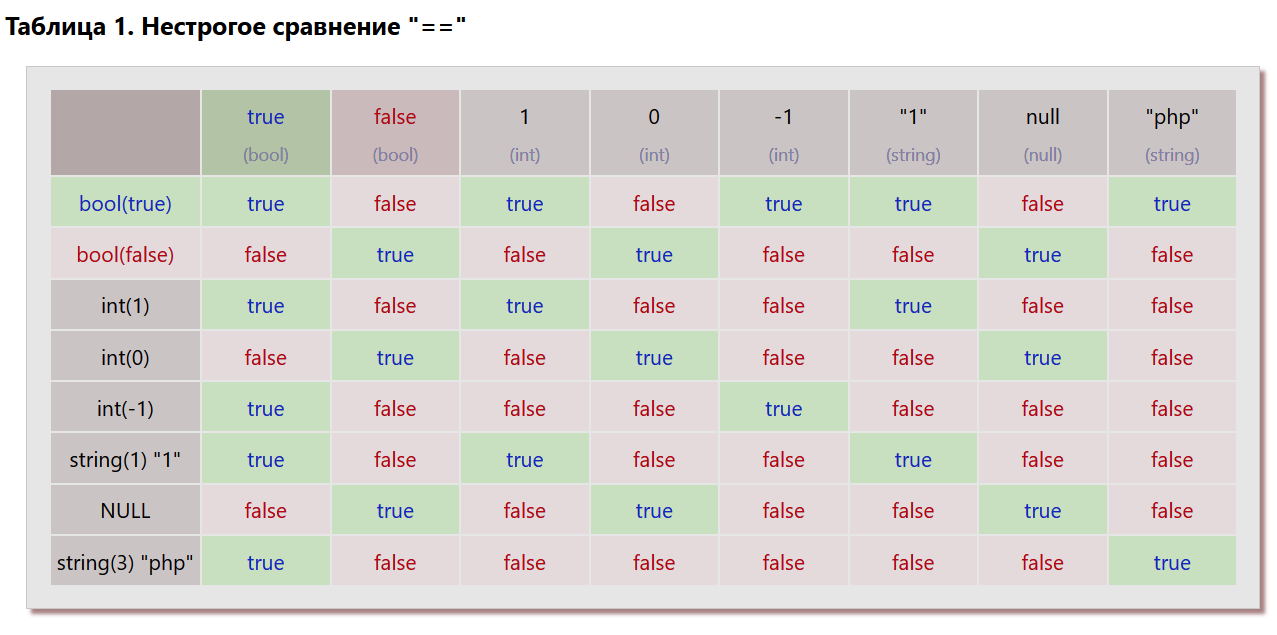 Таблица 1. Нестрогое сравнение "=="
true false 1 0 -1 "1" null "php"
(bool) (bool) (int) (int) (int) (string) (null) (string)
bool(true) true false true false true true false true
bool(false) false true false true false false true false
int(1) true false true false false true false false
int(0) false true false true false false true false
int(-1) true false false false true false false false
string(1) "1" true false true false false true false false
NULL false true false true false false true false
string(3) "php" true false false false false false false true